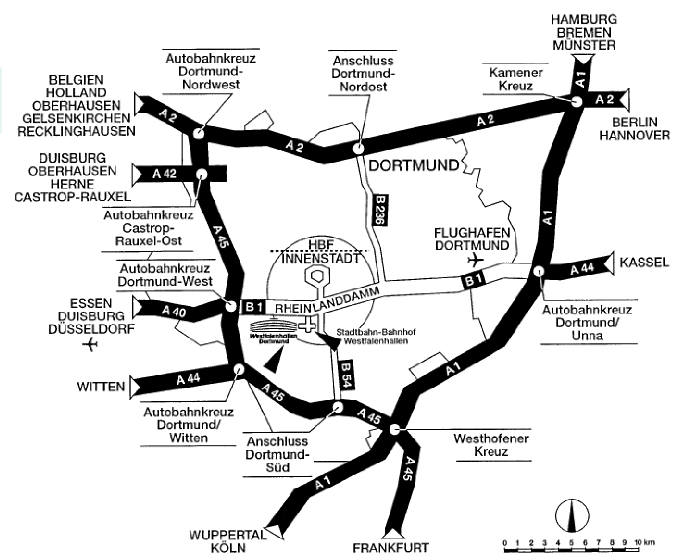 HAMBURG
BREMEN
MÜNSTER
Autobahnkreuz
Dortmund-
Nordwest
Anschluss
Dortmund-
Nordost
Kamener
Kreuz
A1
A2
BERLIN
HANNOVER
BELGIEN
HOLLAND
OBERHAUSEN
GELSENKIRCHEN
RECKLINGHAUSEN
A2
A2
A2
DORTMUND
DUISBURG
OBERHAUSEN
HERNE
CASTROP-RAUXEL
A 42
B 236
A1
Autobahnkreuz
Castrop-
Rauxel-Ost
A 45
HBF
INNENSTADT
FLUGHAFEN
DORTMUND
Autobahnkreuz
Dortmund-West
B1
A 44
KASSEL
ESSEN
DUISBURG
DÜSSELDORF
A 40
B1
RHEINLANDDAMM
Westfalenhallen
Dortmund
Stadtbahn-Bahnhof
Westfalenhallen
Autobahnkreuz
Dortmund/
Unna
WITTEN
A 44
A 45
B 54
A 45
A1
Autobahnkreuz
Dortmund/
Witten
Anschluss
Dortmund-
Süd
Westhofener
Kreuz
A1
A 45
WUPPERTAL
KÖLN
FRANKFURT
0 1 2 3 4 5 6 7 8 9 10 km